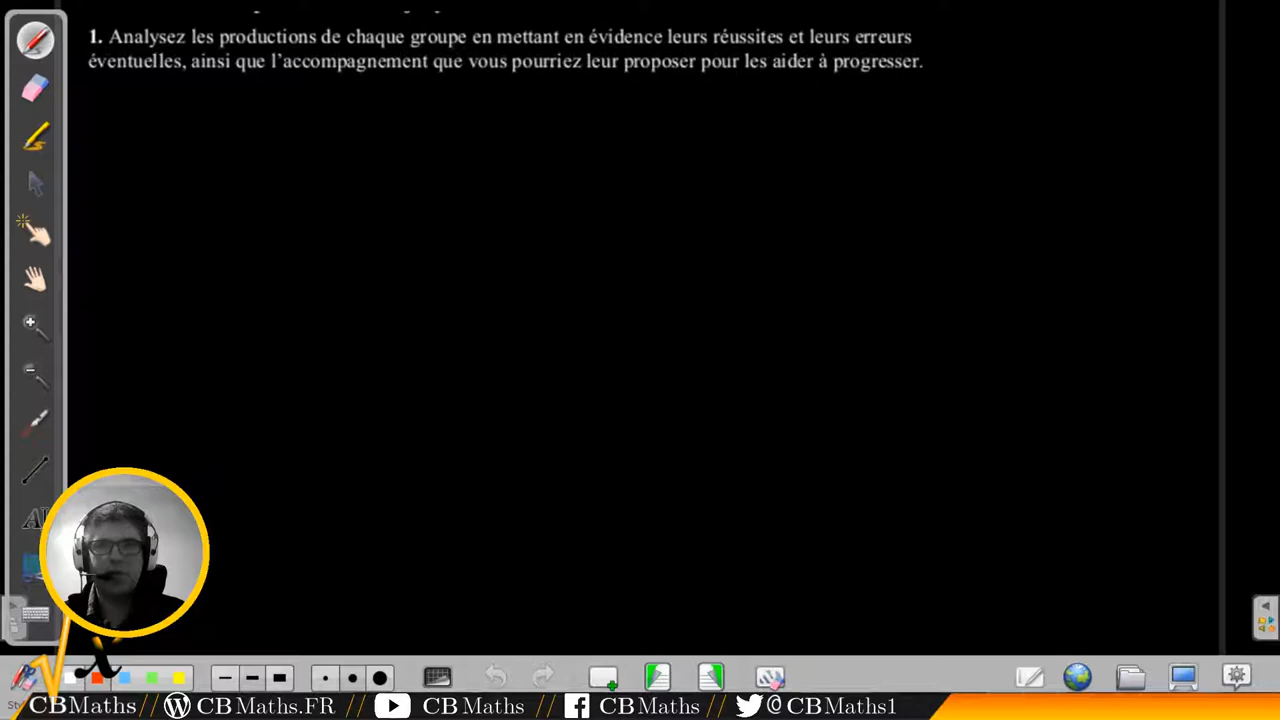 1. Analysez les productions de chaque groupe en mettant en évidence leurs réussites et leurs erreurs
éventuelles, ainsi que l’accompagnement que vous pourriez leur proposer pour les aider à progresser.
CBMaths// CBMaths.FR // CBMaths // CBMaths // @CBMaths1